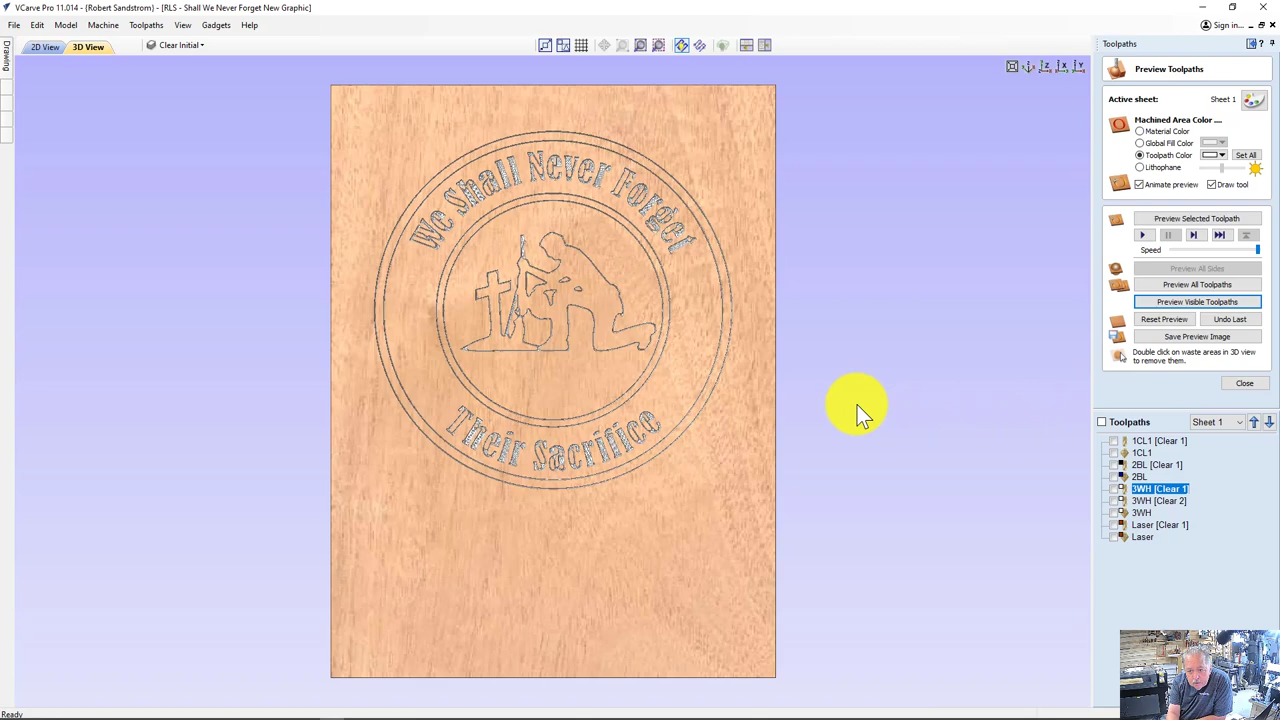 VCarve Pro 11.014 - {Robert Sandstrom} - [RLS - Shall We Never Forget New Graphic]
File Edit Model Machine Toolpaths View Gadgets Help
Sign in...
2D View 3D View Clear Initial
Drawing
We Shall Never Forget
Their Sacrifice
Toolpaths
Preview Toolpaths
Active sheet: Sheet 1
Machined Area Color ....
Material Color
Global Fill Color
Toolpath Color Set All
Lithophane
Animate preview Draw tool
Preview Selected Toolpath
Speed
Preview All Sides
Preview All Toolpaths
Preview Visible Toolpaths
Reset Preview Undo Last
Save Preview Image
Double click on waste areas in 3D view
to remove them.
Close
Toolpaths Sheet 1
1CL1 [Clear 1]
1CL1
2BL [Clear 1]
2BL
3WH [Clear 1]
3WH [Clear 2]
3WH
Laser [Clear 1]
Laser
Ready